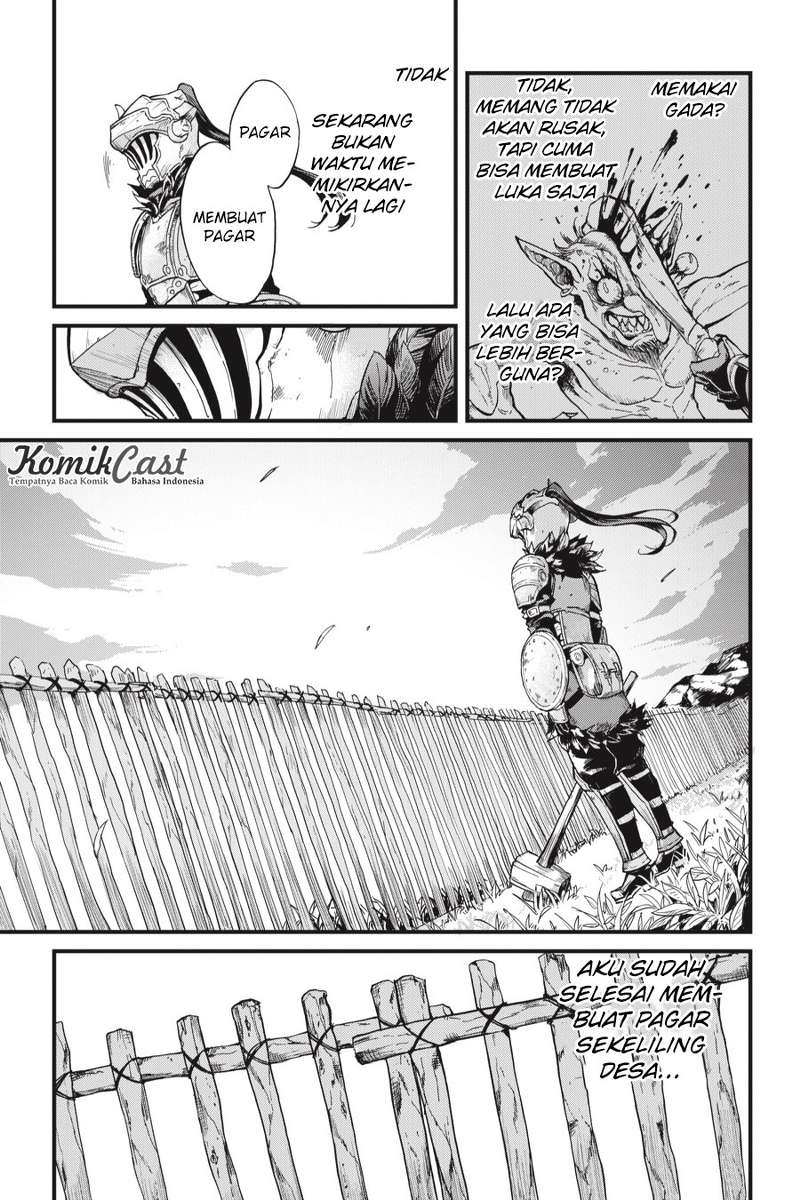 MEMAKAI
GADA?
TIDAK,
MEMANG TIDAK
AKAN RUSAK,
TAPI CUMA
BISA MEMBUAT
LUKA SAJA
LALU APA
YANG BISA
LEBIH BER-
GUNA?
TIDAK
SEKARANG
BUKAN
WAKTU ME-
MIKIRKAN-
NYA LAGI
PAGAR
MEMBUAT
PAGAR
KomikCast
Tempatnya Baca Komik Bahasa Indonesia
AKU SUDAH
SELESAI MEM-
BUAT PAGAR
SEKELILING
DESA...